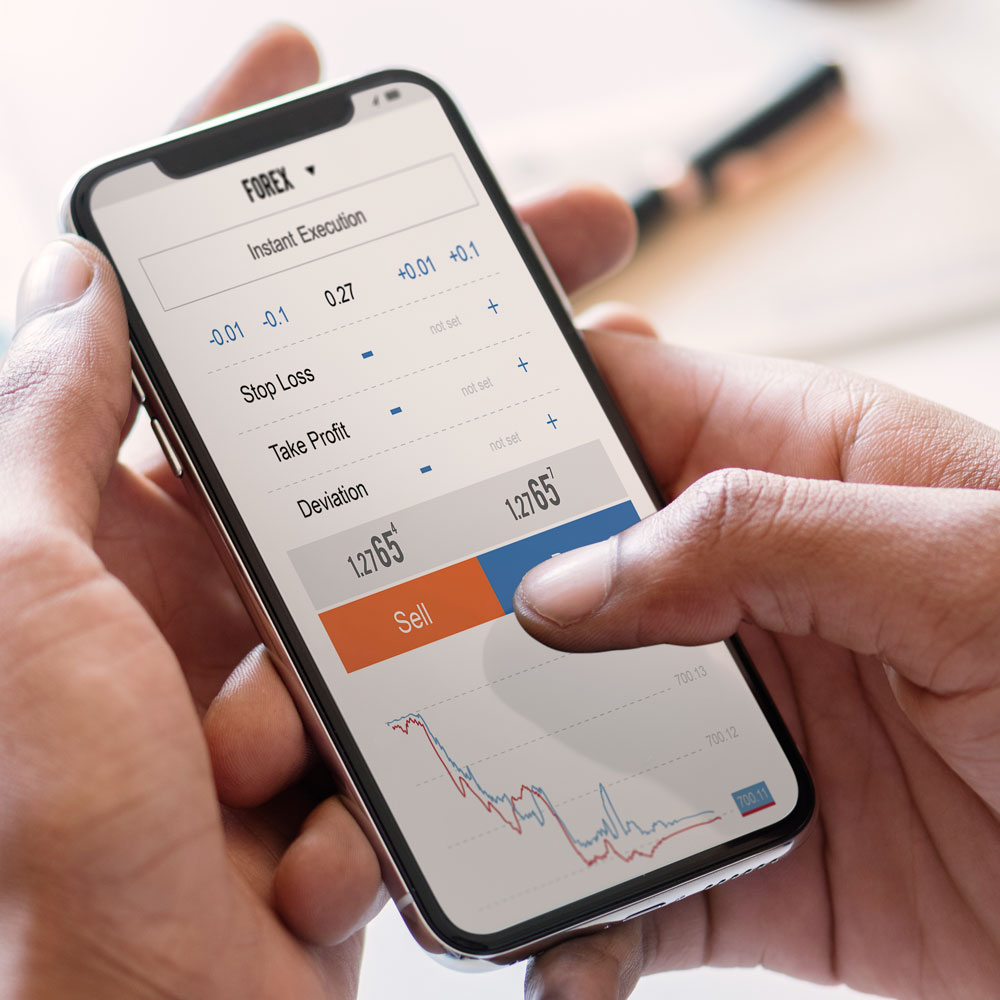 FOREX
Instant Execution
-0.01 -0.1 0.27 +0.01 +0.1
Stop Loss - not set +
Take Profit - not set +
Deviation - not set +
1.27654 1.27657
Sell
700.13
700.12
700.11